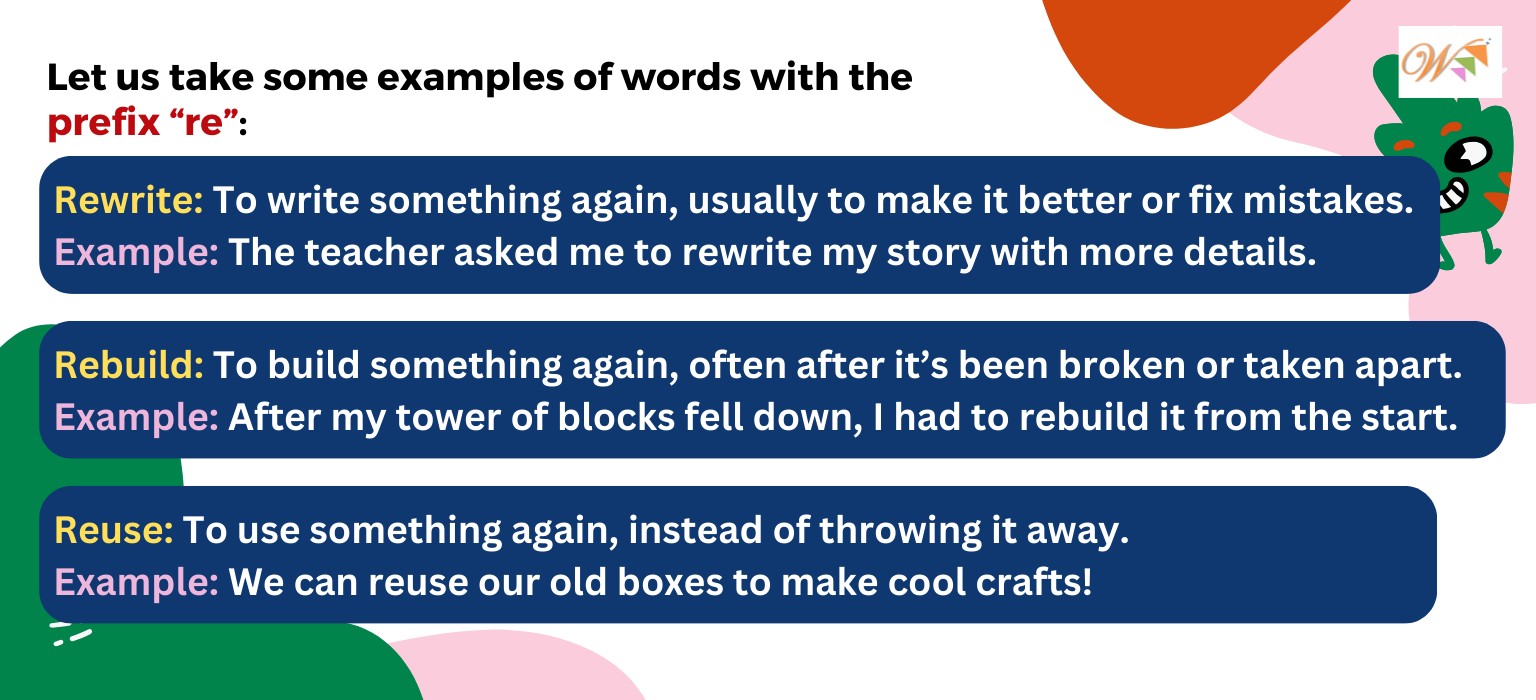 Let us take some examples of words with the
prefix “re”:
W
Rewrite: To write something again, usually to make it better or fix mistakes.
Example: The teacher asked me to rewrite my story with more details.
Rebuild: To build something again, often after it’s been broken or taken apart.
Example: After my tower of blocks fell down, I had to rebuild it from the start.
Reuse: To use something again, instead of throwing it away.
Example: We can reuse our old boxes to make cool crafts!